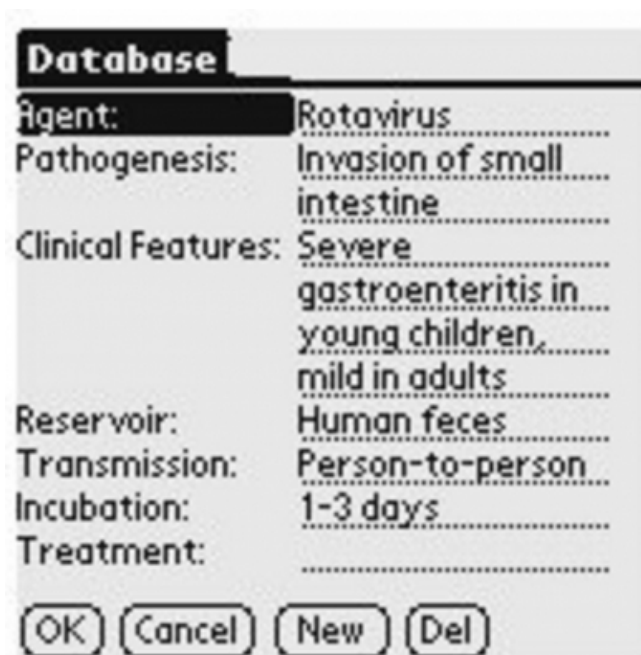 Database
Agent: Rotavirus
Pathogenesis: Invasion of small
intestine
Clinical Features: Severe
gastroenteritis in
young children,
mild in adults
Reservoir: Human feces
Transmission: Person-to-person
Incubation: 1-3 days
Treatment:
OK Cancel New Del